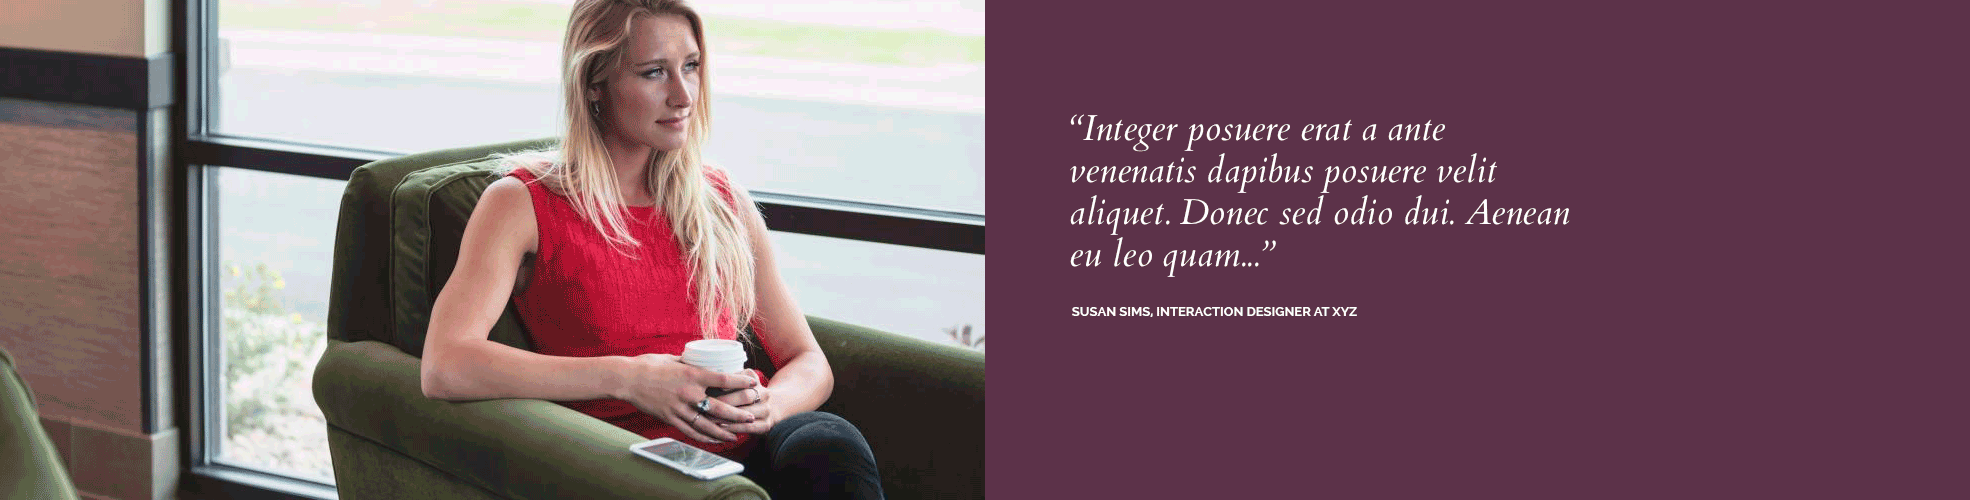 “Integer posuere erat a ante
venenatis dapibus posuere velit
aliquet. Donec sed odio dui. Aenean
eu leo quam...”
SUSAN SIMS, INTERACTION DESIGNER AT XYZ